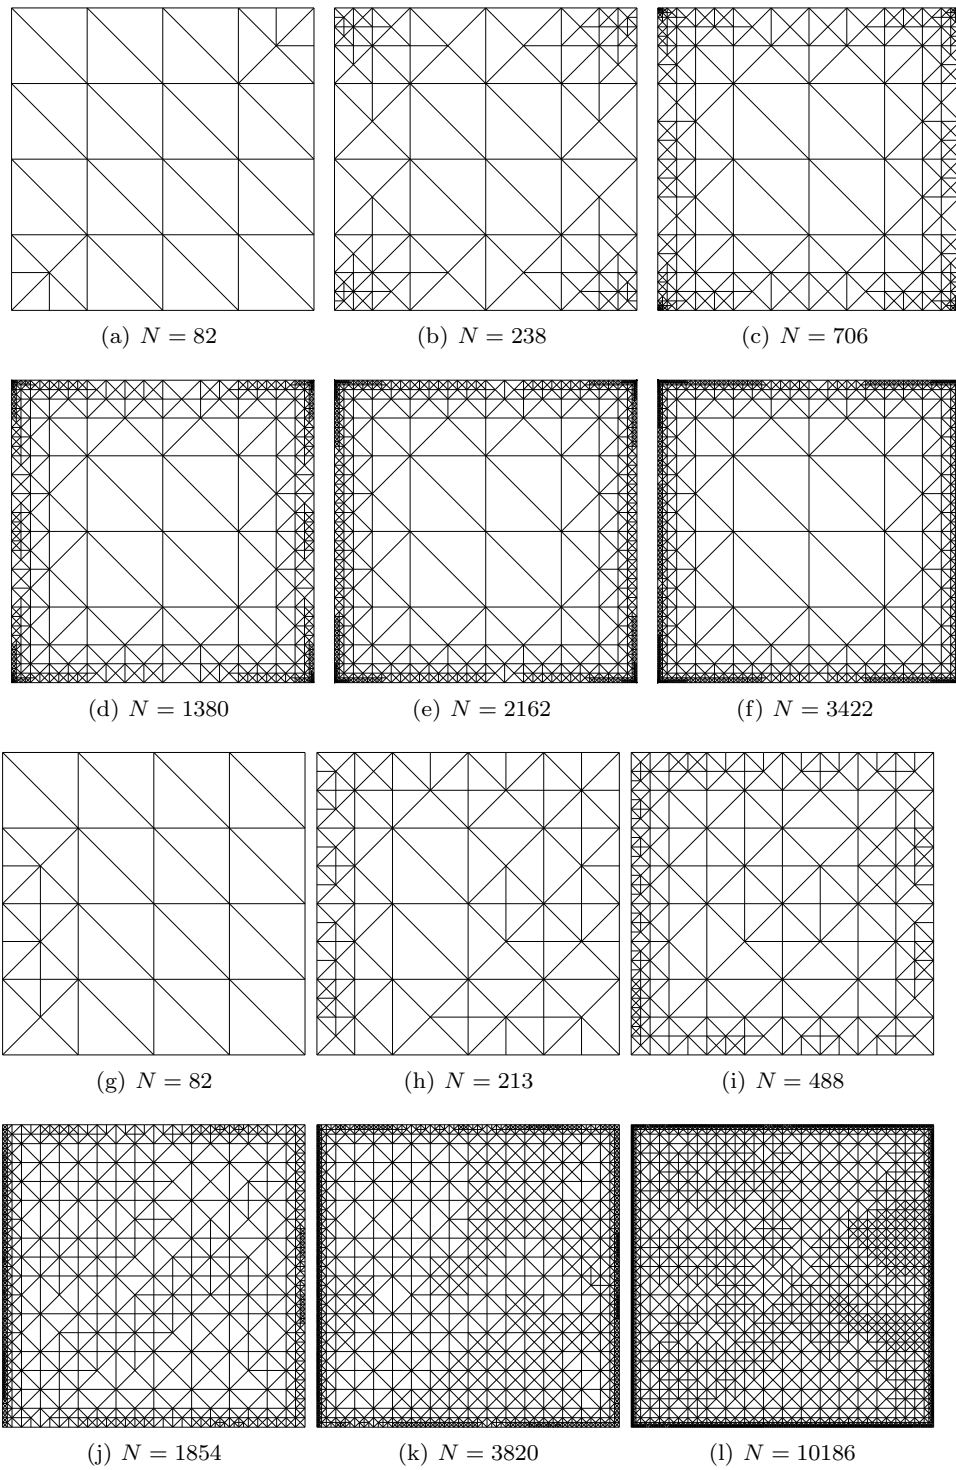 (a) N = 82
(b) N = 238
(c) N = 706
(d) N = 1380
(e) N = 2162
(f) N = 3422
(g) N = 82
(h) N = 213
(i) N = 488
(j) N = 1854
(k) N = 3820
(l) N = 10186